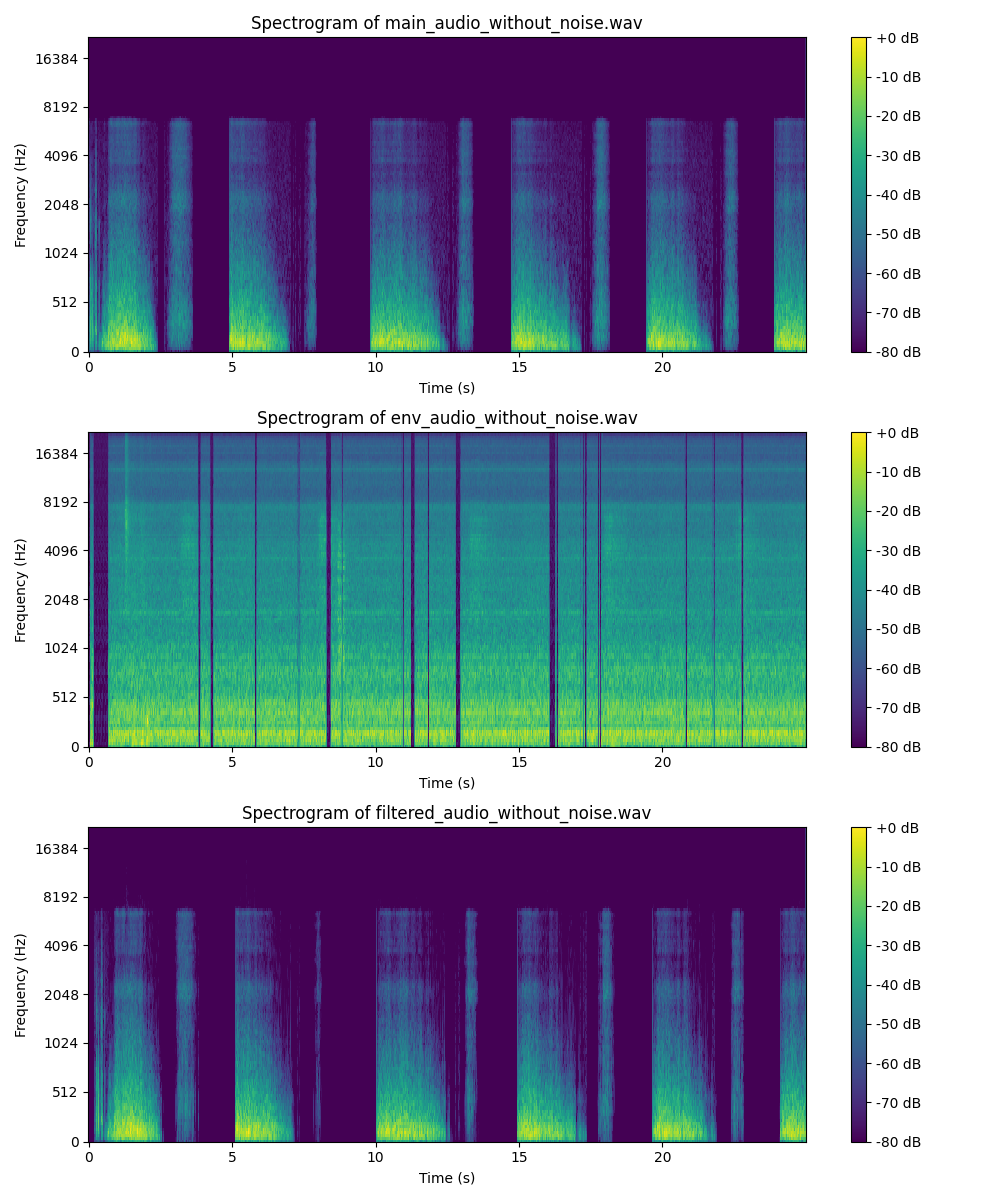 Spectrogram of main_audio_without_noise.wav
16384
8192
4096
2048
1024
512
0
Frequency (Hz)
0 5 10 15 20
Time (s)
+0 dB
-10 dB
-20 dB
-30 dB
-40 dB
-50 dB
-60 dB
-70 dB
-80 dB
Spectrogram of env_audio_without_noise.wav
16384
8192
4096
2048
1024
512
0
Frequency (Hz)
0 5 10 15 20
Time (s)
+0 dB
-10 dB
-20 dB
-30 dB
-40 dB
-50 dB
-60 dB
-70 dB
-80 dB
Spectrogram of filtered_audio_without_noise.wav
16384
8192
4096
2048
1024
512
0
Frequency (Hz)
0 5 10 15 20
Time (s)
+0 dB
-10 dB
-20 dB
-30 dB
-40 dB
-50 dB
-60 dB
-70 dB
-80 dB